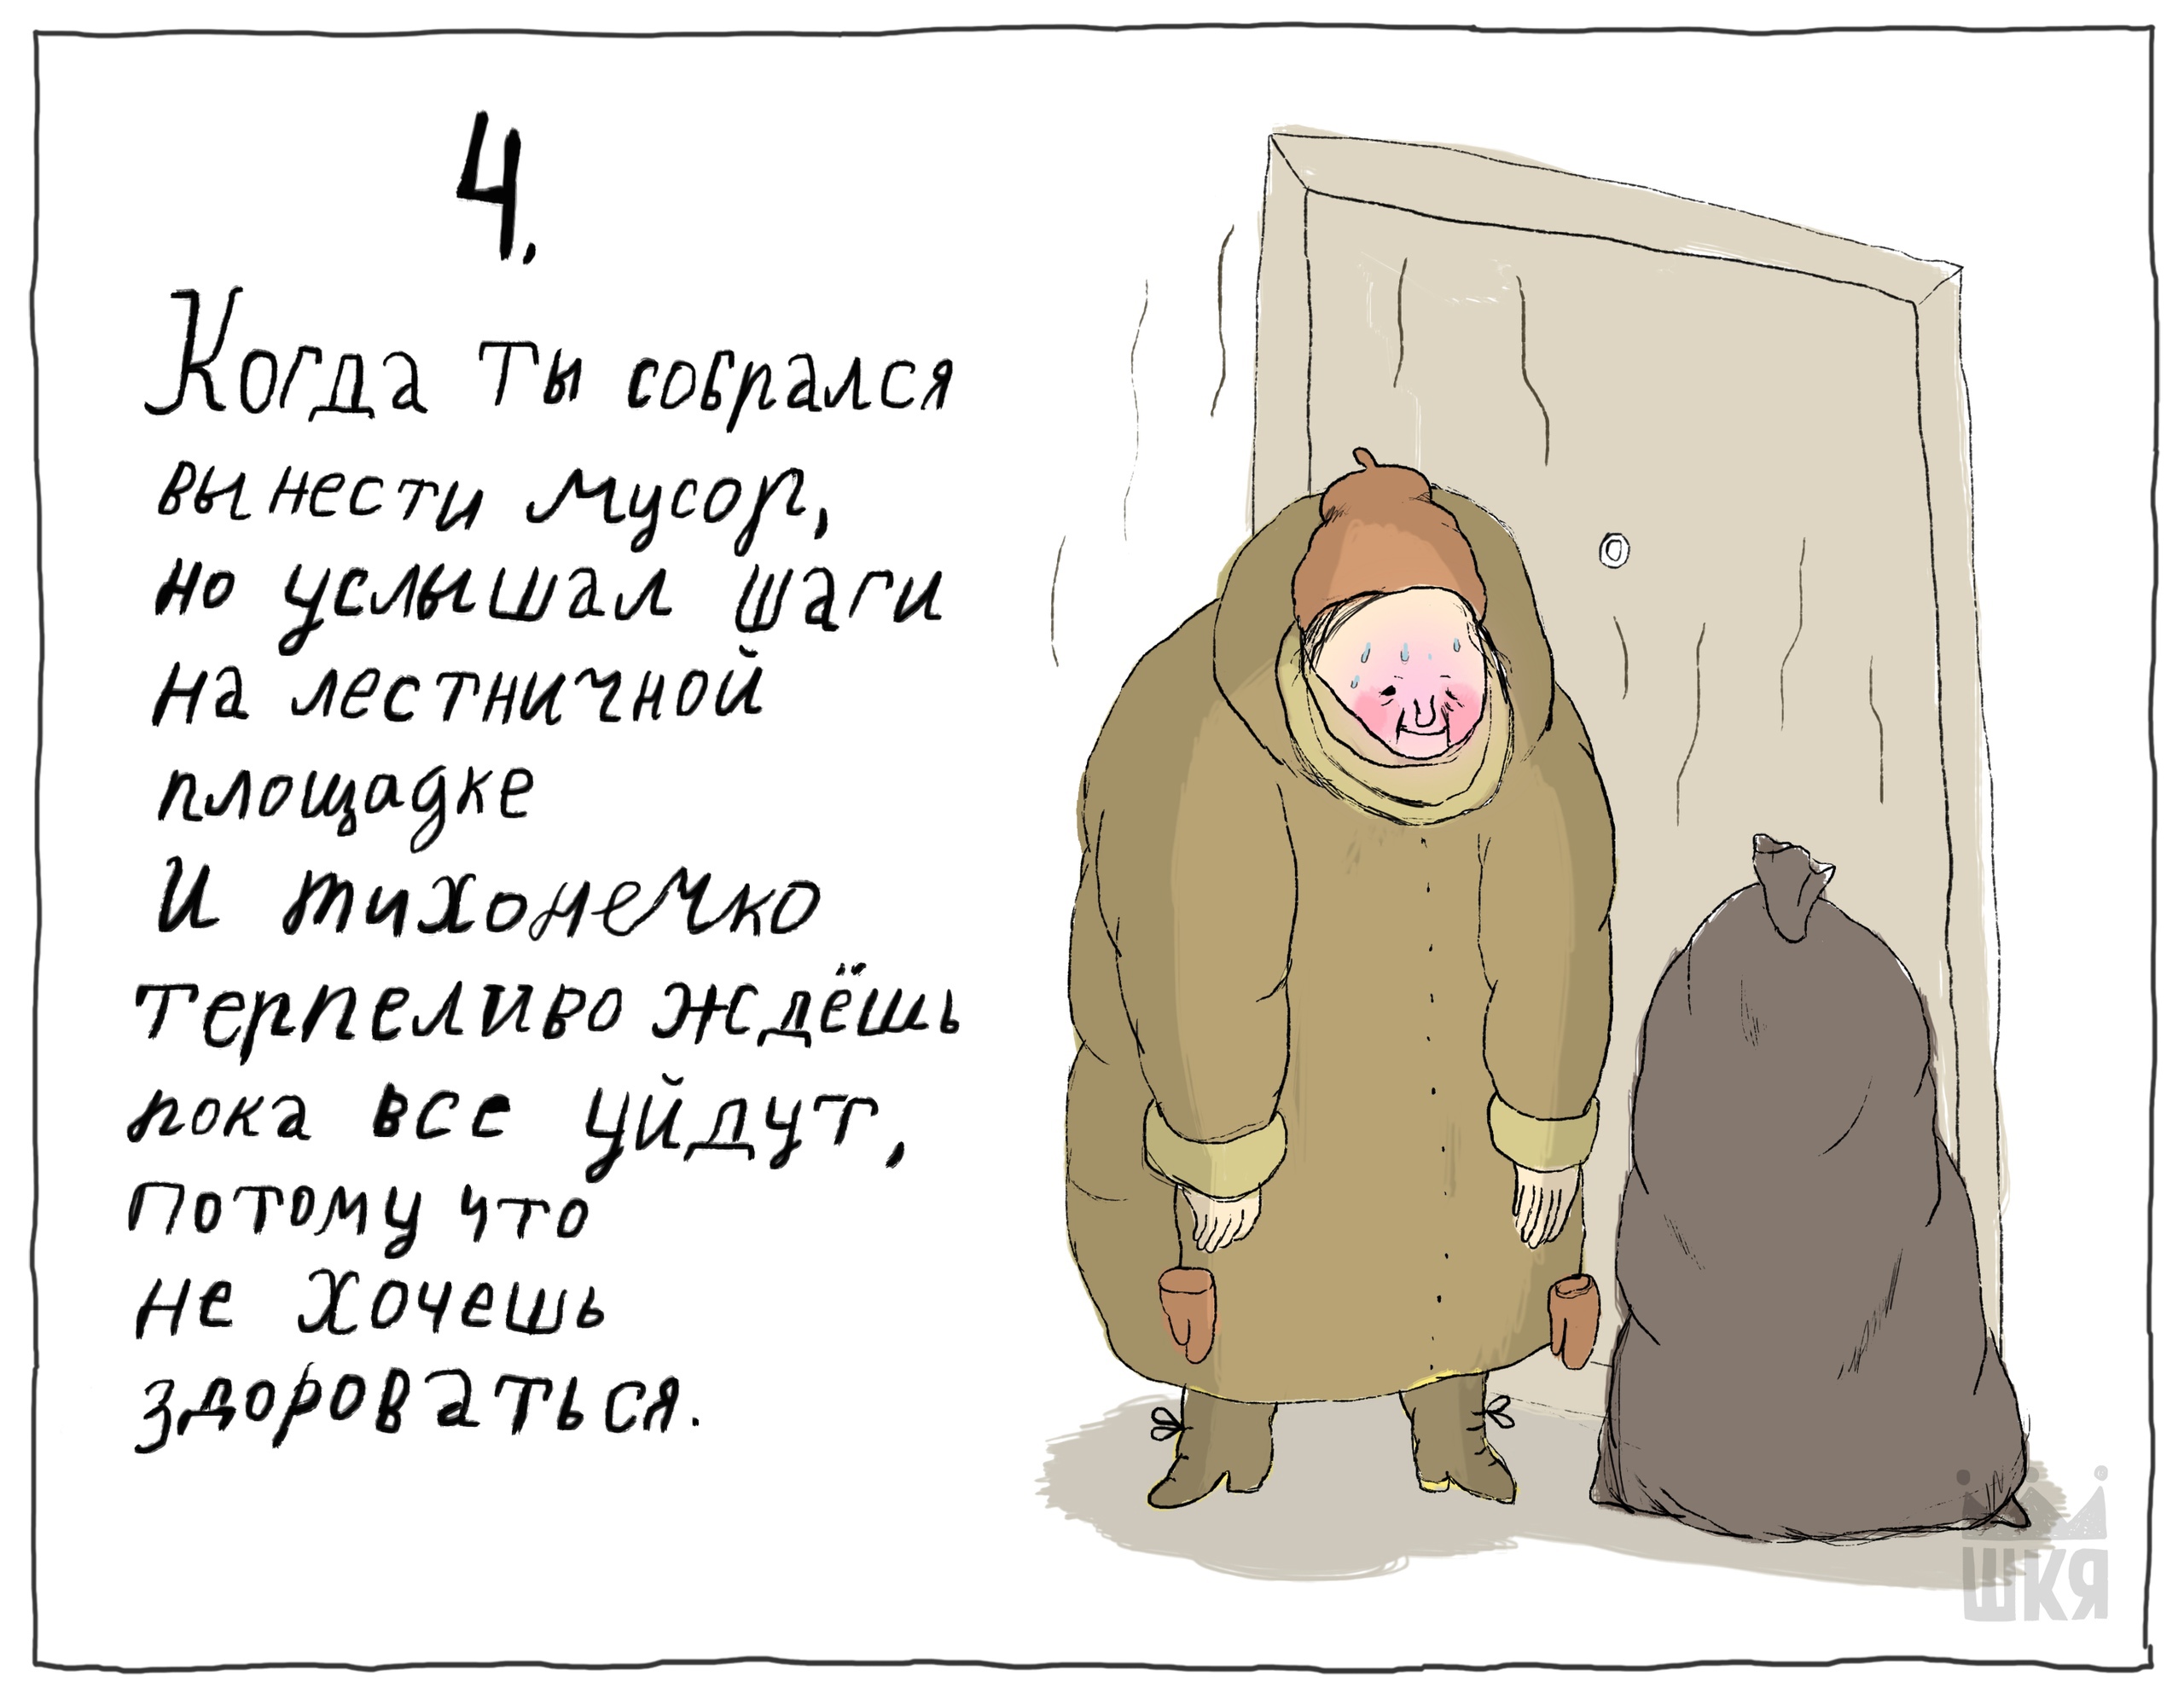 4.
Когда ты собрался
вынести мусор,
но услышал шаги
на лестничной
площадке
И тихонечко
терпеливо ждёшь
пока все уйдут,
потому что
не хочешь
здороваться.
ШКЯ